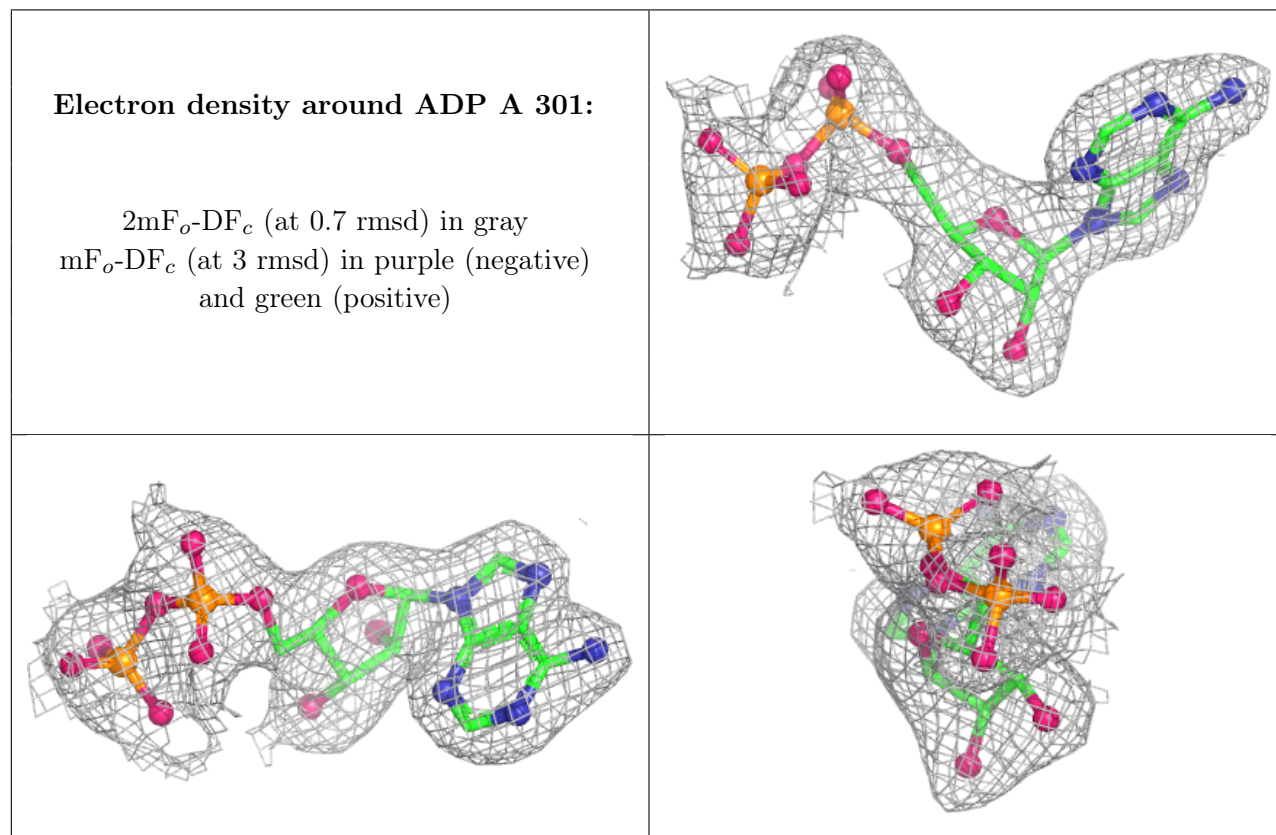 Electron density around ADP A 301:
2mFo-DFc (at 0.7 rmsd) in gray
mFo-DFc (at 3 rmsd) in purple (negative)
and green (positive)